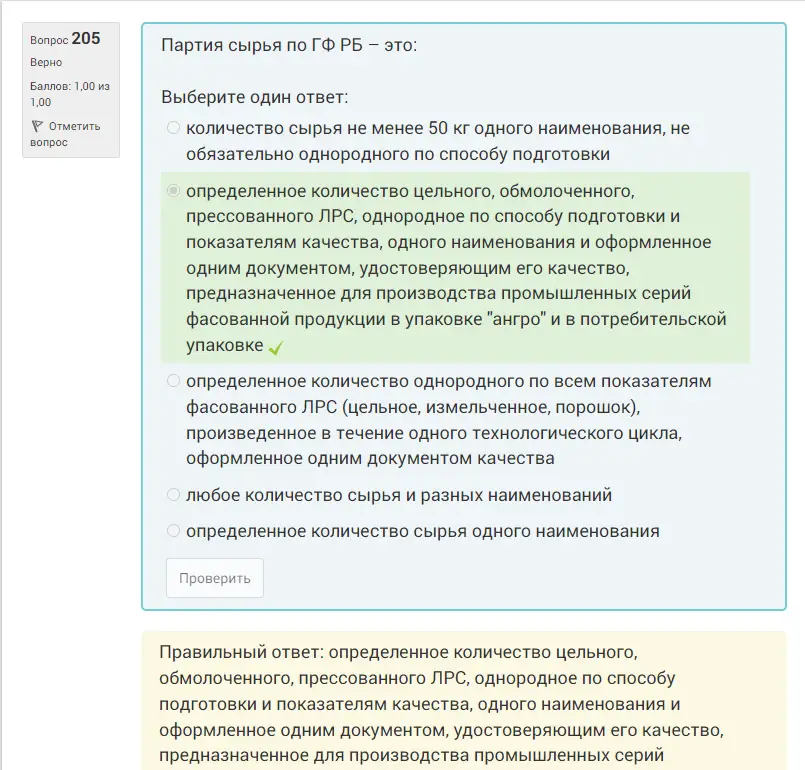 Вопрос 205
Верно
Баллов: 1,00 из
1,00
Отметить
вопрос
Партия сырья по ГФ РБ – это:
Выберите один ответ:
количество сырья не менее 50 кг одного наименования, не
обязательно однородного по способу подготовки
определенное количество цельного, обмолоченного,
прессованного ЛРС, однородное по способу подготовки и
показателям качества, одного наименования и оформленное
одним документом, удостоверяющим его качество,
предназначенное для производства промышленных серий
фасованной продукции в упаковке "ангро" и в потребительской
упаковке
определенное количество однородного по всем показателям
фасованного ЛРС (цельное, измельченное, порошок),
произведенное в течение одного технологического цикла,
оформленное одним документом качества
любое количество сырья и разных наименований
определенное количество сырья одного наименования
Проверить
Правильный ответ: определенное количество цельного,
обмолоченного, прессованного ЛРС, однородное по способу
подготовки и показателям качества, одного наименования и
оформленное одним документом, удостоверяющим его качество,
предназначенное для производства промышленных серий